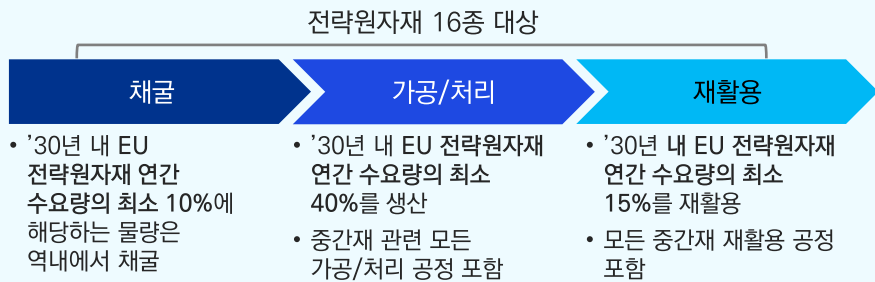 전략원자재 16종 대상
채굴
가공/처리
재활용
• ’30년 내 EU
전략원자재 연간
수요량의 최소 10%에
해당하는 물량은
역내에서 채굴
• ’30년 내 EU 전략원자재
연간 수요량의 최소
40%를 생산
• 중간재 관련 모든
가공/처리 공정 포함
• ’30년 내 EU 전략원자재
연간 수요량의 최소
15%를 재활용
• 모든 중간재 재활용 공정
포함